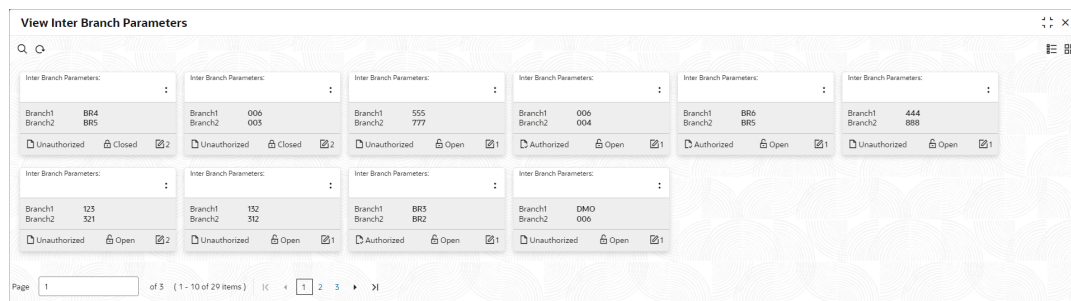 View Inter Branch Parameters
Inter Branch Parameters: Inter Branch Parameters: Inter Branch Parameters: Inter Branch Parameters: Inter Branch Parameters: Inter Branch Parameters:
Branch1 BR4 Branch1 006 Branch1 555 Branch1 006 Branch1 BR6 Branch1 444
Branch2 BR5 Branch2 003 Branch2 777 Branch2 004 Branch2 BR5 Branch2 888
Unauthorized Closed 2 Unauthorized Closed 2 Unauthorized Open 1 Authorized Open 1 Authorized Open 1 Unauthorized Open 1
Inter Branch Parameters: Inter Branch Parameters: Inter Branch Parameters: Inter Branch Parameters:
Branch1 123 Branch1 132 Branch1 BR3 Branch1 DMO
Branch2 321 Branch2 312 Branch2 BR2 Branch2 006
Unauthorized Open 2 Unauthorized Open 1 Authorized Open 1 Unauthorized Open 1
Page 1 of 3 (1 - 10 of 29 items) 1 2 3